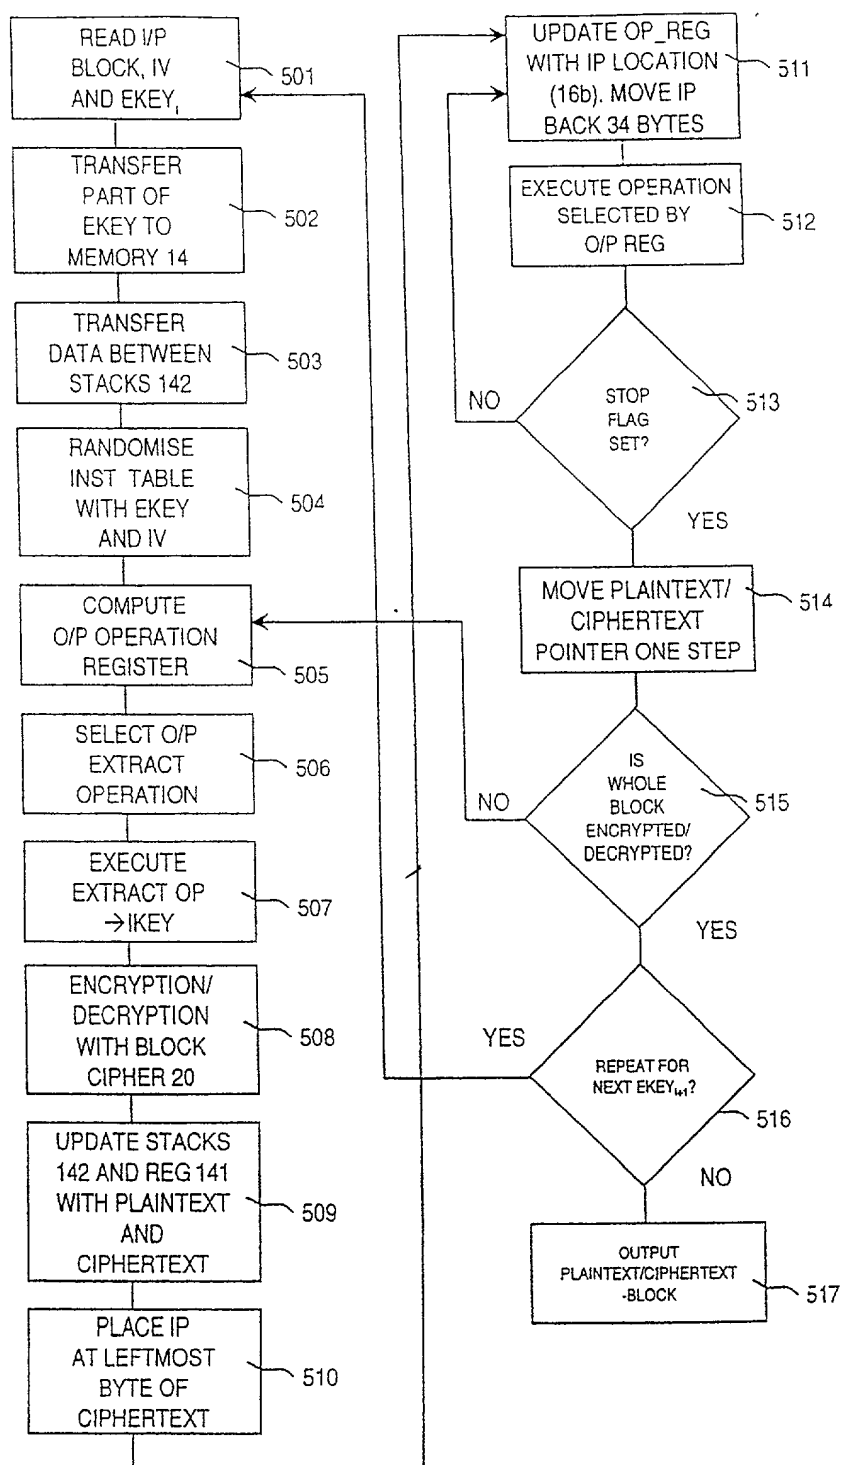 READ I/P
BLOCK, IV
AND EKEYi
501
TRANSFER
PART OF
EKEY TO
MEMORY 14
502
TRANSFER
DATA BETWEEN
STACKS 142
503
RANDOMISE
INST TABLE
WITH EKEY
AND IV
504
COMPUTE
O/P OPERATION
REGISTER
505
SELECT O/P
EXTRACT
OPERATION
506
EXECUTE
EXTRACT OP
→IKEY
507
ENCRYPTION/
DECRYPTION
WITH BLOCK
CIPHER 20
508
UPDATE STACKS
142 AND REG 141
WITH PLAINTEXT
AND
CIPHERTEXT
509
PLACE IP
AT LEFTMOST
BYTE OF
CIPHERTEXT
510
UPDATE OP_REG
WITH IP LOCATION
(16b). MOVE IP
BACK 34 BYTES
511
EXECUTE OPERATION
SELECTED BY
O/P REG
512
STOP
FLAG
SET?
513
NO
YES
MOVE PLAINTEXT/
CIPHERTEXT
POINTER ONE STEP
514
IS
WHOLE
BLOCK
ENCRYPTED/
DECRYPTED?
515
NO
YES
REPEAT FOR
NEXT EKEYi+1?
516
YES
NO
OUTPUT
PLAINTEXT/CIPHERTEXT
-BLOCK
517